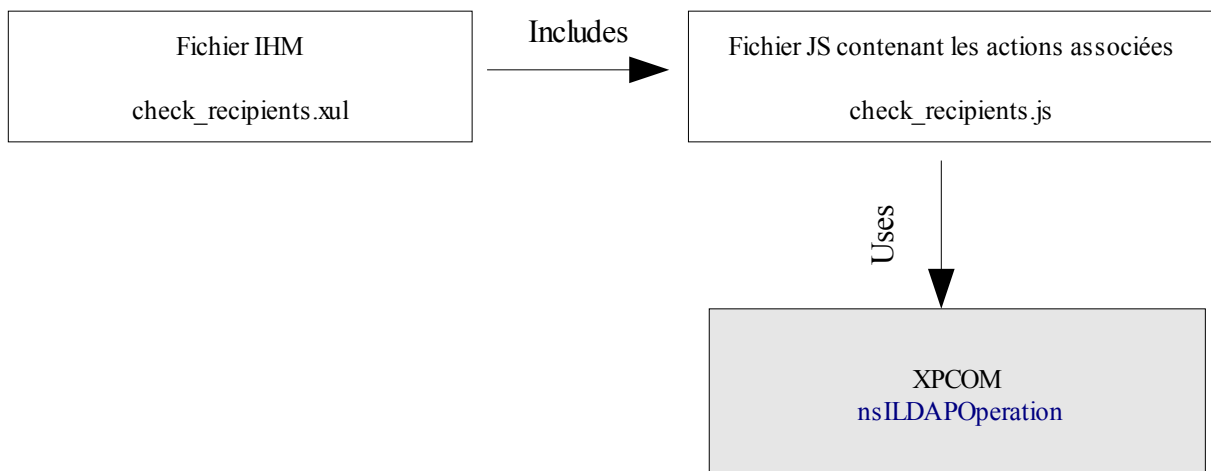 Fichier IHM
check_recipients.xul
Includes
Fichier JS contenant les actions associées
check_recipients.js
Uses
XPCOM
nsILDAPOperation